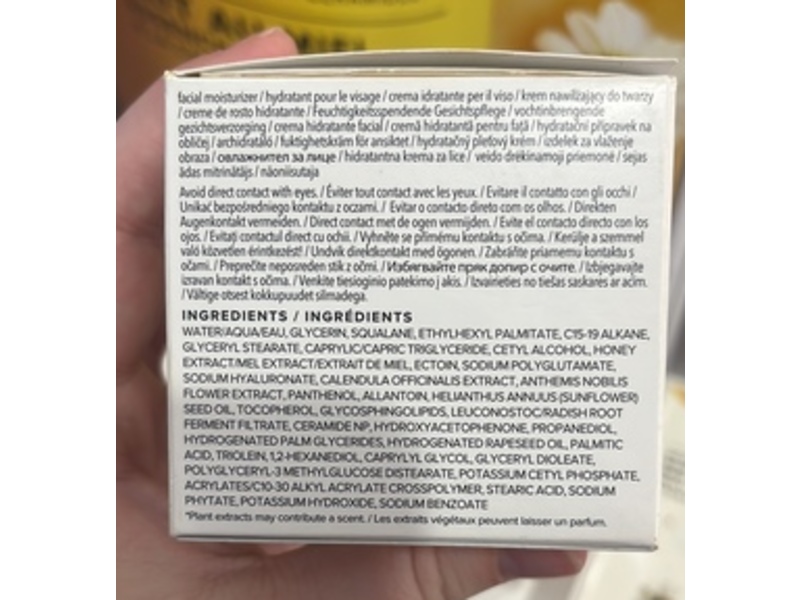 facial moisturizer / hydratant pour le visage / crema idratante per il viso / krem nawilżający do twarzy
/ creme de rosto hidratante / Feuchtigkeitsspendende Gesichtspflege / vochtinbrengende
gezichtsverzorging / crema hidratante facial / cremă hidratantă pentru față / hydratační přípravek na
obličej / archidratáló / fuktighetskräm för ansiktet / hydratačný pleťový krém / izdelek za vlaženje
obraza / овлажнител за лице / hidratantna krema za lice / veido drėkinamoji priemonė / sejas
ādas mitrinātājs / näoniisutaja
Avoid direct contact with eyes. / Éviter tout contact avec les yeux. / Evitare il contatto con gli occhi /
Unikać bezpośredniego kontaktu z oczami. / Evitar o contacto direto com os olhos. / Direkten
Augenkontakt vermeiden. / Direct contact met de ogen vermijden. / Evite el contacto directo con los
ojos. / Evitați contactul direct cu ochii. / Vyhněte se přímému kontaktu s očima. / Kerülje a szemmel
való közvetlen érintkezést! / Undvik direktkontakt med ögonen. / Zabráňte priamemu kontaktu s
očami. / Preprečite neposreden stik z očmi. / Избягвайте пряк допир с очите. / Izbjegavajte
izravan kontakt s očima. / Venkite tiesioginio patekimo į akis. / Izvairieties no tiešas saskares ar acīm.
/ Vältige otsest kokkupuudet silmadega.
INGREDIENTS / INGRÉDIENTS
WATER/AQUA/EAU, GLYCERIN, SQUALANE, ETHYLHEXYL PALMITATE, C15-19 ALKANE,
GLYCERYL STEARATE, CAPRYLIC/CAPRIC TRIGLYCERIDE, CETYL ALCOHOL, HONEY
EXTRACT/MEL EXTRACT/EXTRAIT DE MIEL, ECTOIN, SODIUM POLYGLUTAMATE,
SODIUM HYALURONATE, CALENDULA OFFICINALIS EXTRACT, ANTHEMIS NOBILIS
FLOWER EXTRACT, PANTHENOL, ALLANTOIN, HELIANTHUS ANNUUS (SUNFLOWER)
SEED OIL, TOCOPHEROL, GLYCOSPHINGOLIPIDS, LEUCONOSTOC/RADISH ROOT
FERMENT FILTRATE, CERAMIDE NP, HYDROXYACETOPHENONE, PROPANEDIOL,
HYDROGENATED PALM GLYCERIDES, HYDROGENATED RAPESEED OIL, PALMITIC
ACID, TRIOLEIN, 1,2-HEXANEDIOL, CAPRYLYL GLYCOL, GLYCERYL DIOLEATE,
POLYGLYCERYL-3 METHYLGLUCOSE DISTEARATE, POTASSIUM CETYL PHOSPHATE,
ACRYLATES/C10-30 ALKYL ACRYLATE CROSSPOLYMER, STEARIC ACID, SODIUM
PHYTATE, POTASSIUM HYDROXIDE, SODIUM BENZOATE
*Plant extracts may contribute a scent. / Les extraits végétaux peuvent laisser un parfum.